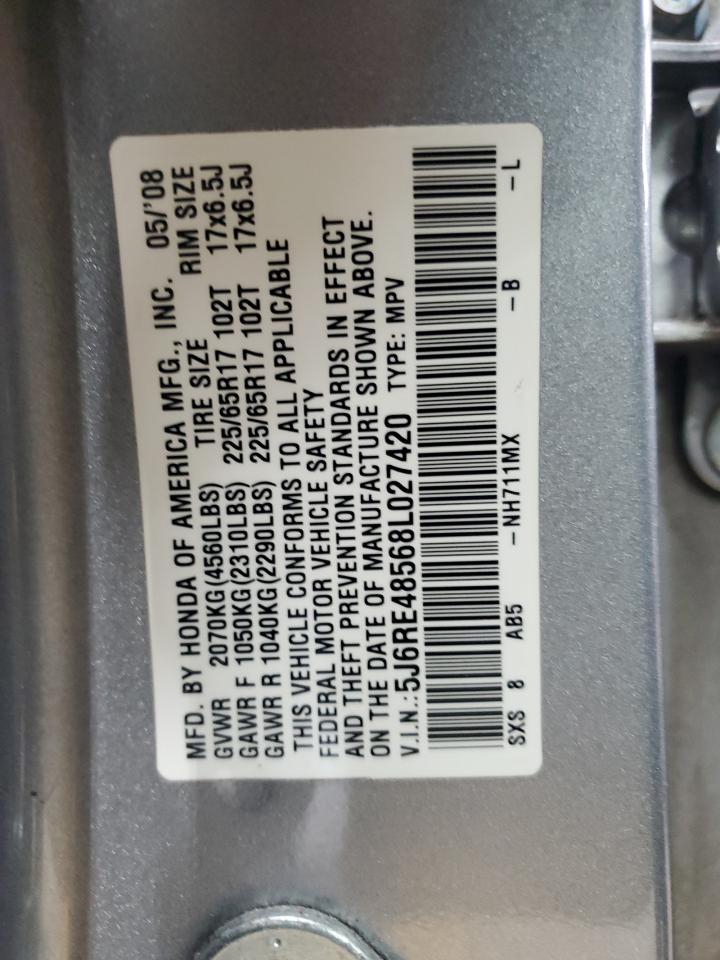 MFD. BY HONDA OF AMERICA MFG., INC. 05/'08
GVWR 2070KG(4560LBS) TIRE SIZE RIM SIZE
GAWR F 1050KG(2310LBS) 225/65R17 102T 17x6.5J
GAWR R 1040KG(2290LBS) 225/65R17 102T 17x6.5J
THIS VEHICLE CONFORMS TO ALL APPLICABLE
FEDERAL MOTOR VEHICLE SAFETY
AND THEFT PREVENTION STANDARDS IN EFFECT
ON THE DATE OF MANUFACTURE SHOWN ABOVE.
V.I.N.:5J6RE48568L027420 TYPE: MPV
SXS 8 AB5 -NH711MX -B -L